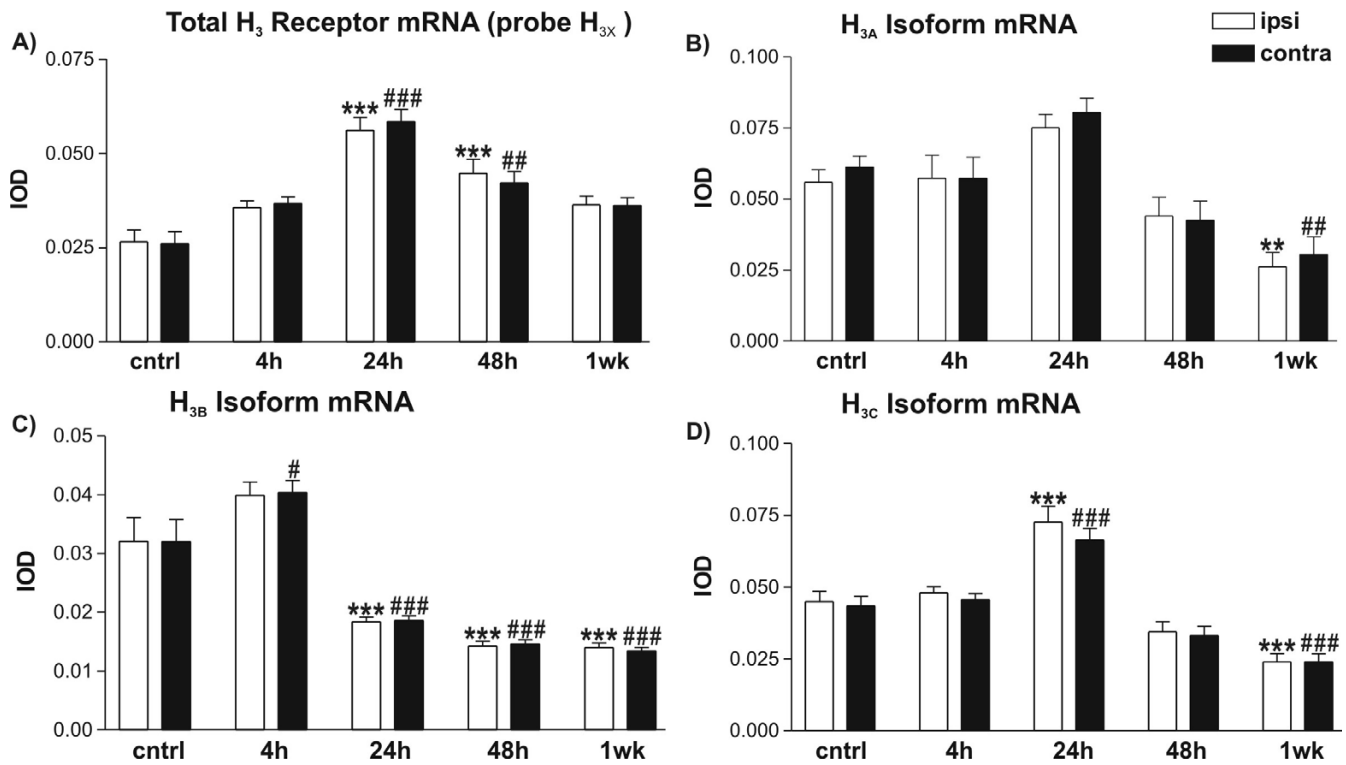 A) Total H3 Receptor mRNA (probe H3X )
0.075
0.050
0.025
0.000
IOD
*** ###
*** ##
cntrl 4h 24h 48h 1wk
B) H3A Isoform mRNA
ipsi
contra
0.100
0.075
0.050
0.025
0.000
IOD
** ##
cntrl 4h 24h 48h 1wk
C) H3B Isoform mRNA
0.05
0.04
0.03
0.02
0.01
0.00
IOD
#
*** ### *** ### *** ###
cntrl 4h 24h 48h 1wk
D) H3C Isoform mRNA
0.100
0.075
0.050
0.025
0.000
IOD
*** ###
*** ###
cntrl 4h 24h 48h 1wk